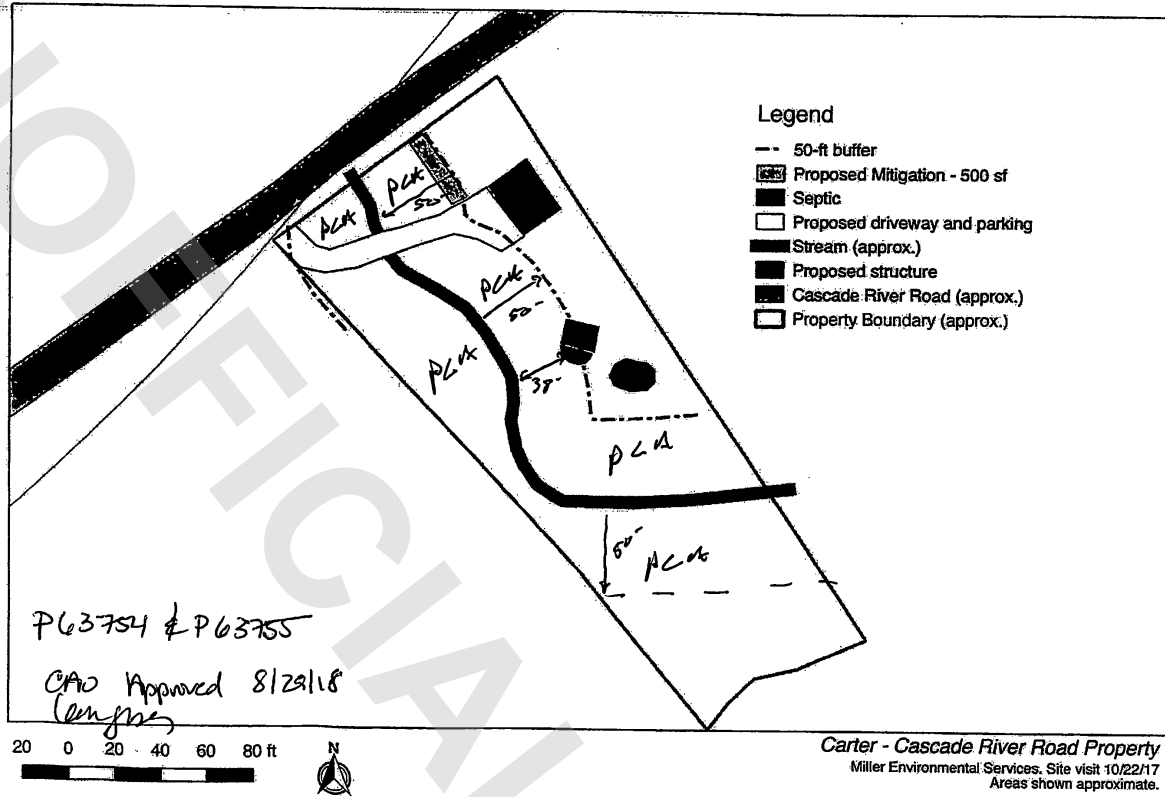 UNOFFICIAL
Legend
50-ft buffer
Proposed Mitigation - 500 sf
Septic
Proposed driveway and parking
Stream (approx.)
Proposed structure
Cascade River Road (approx.)
Property Boundary (approx.)
PCA
50'
PCA
PCA
50'
PCA
38'
PCA
50'
PCA
P63754 & P63755
CAO Approved 8/29/18
20 0 20 40 60 80 ft
N
Carter - Cascade River Road Property
Miller Environmental Services. Site visit 10/22/17
Areas shown approximate.